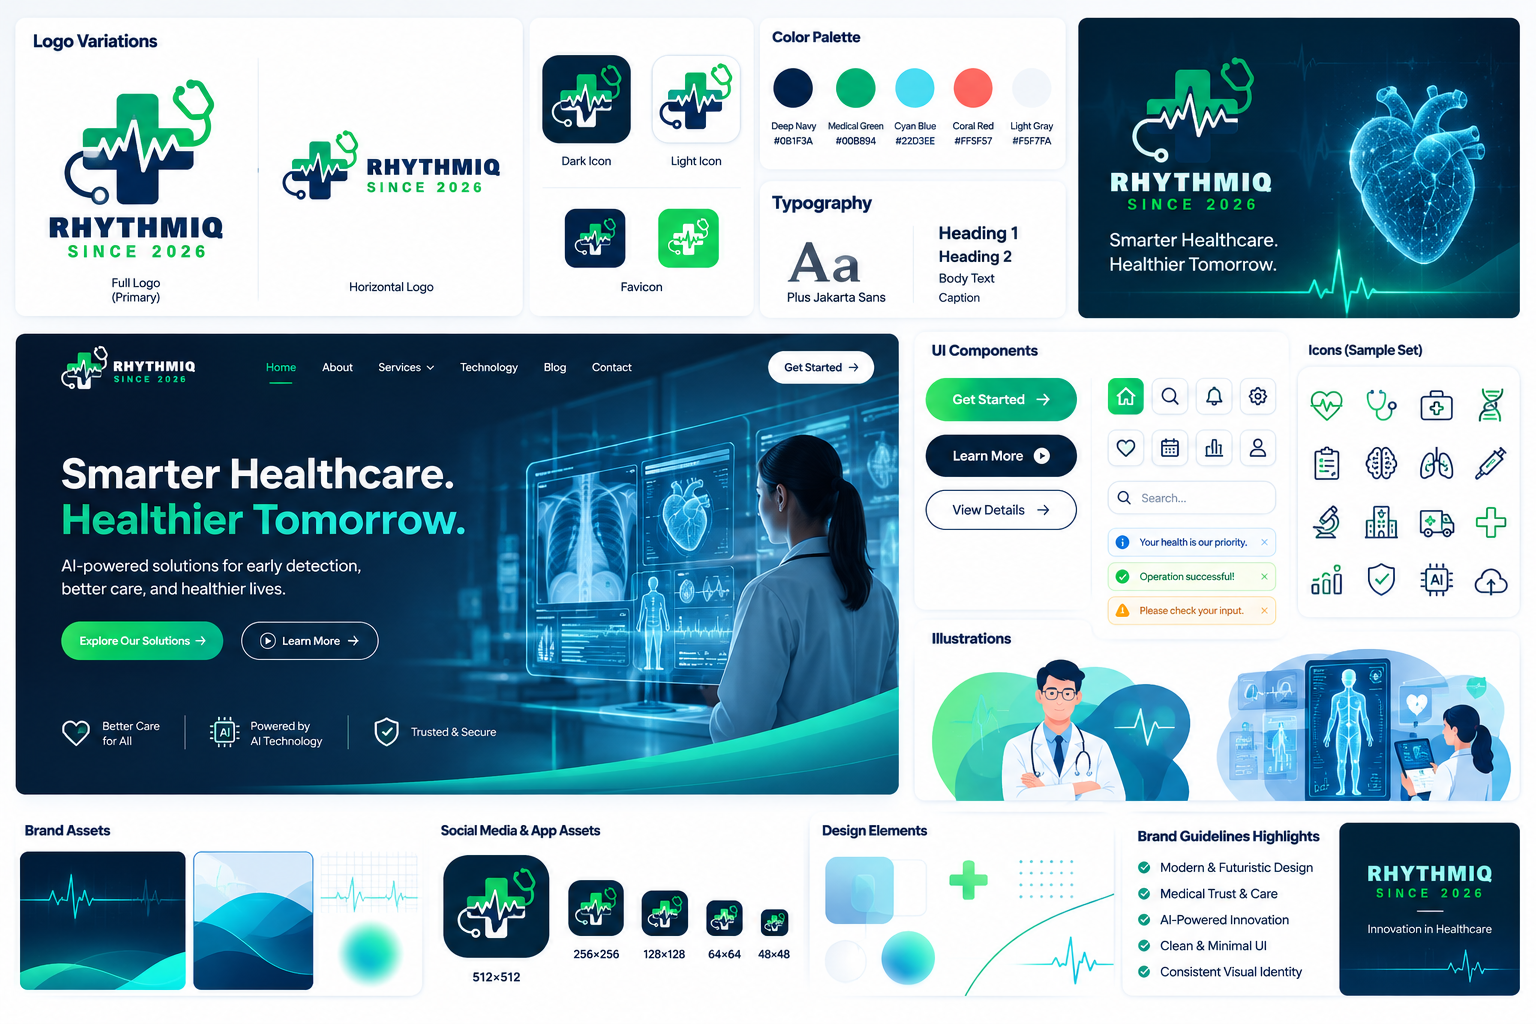 Logo Variations
RHYTHMIQ
SINCE 2026
Full Logo
(Primary)
RHYTHMIQ
SINCE 2026
Horizontal Logo
Dark Icon
Light Icon
Favicon
Color Palette
Deep Navy
#0B1F3A
Medical Green
#00B894
Cyan Blue
#22D3EE
Coral Red
#FF5F57
Light Gray
#F5F7FA
Typography
Aa
Plus Jakarta Sans
Heading 1
Heading 2
Body Text
Caption
RHYTHMIQ
SINCE 2026
Smarter Healthcare.
Healthier Tomorrow.
RHYTHMIQ
SINCE 2026
Home
About
Services
Technology
Blog
Contact
Get Started
Smarter Healthcare.
Healthier Tomorrow.
AI-powered solutions for early detection,
better care, and healthier lives.
Explore Our Solutions
Learn More
Better Care
for All
AI
Powered by
AI Technology
Trusted & Secure
UI Components
Get Started
Learn More
View Details
Search...
Your health is our priority.
Operation successful!
Please check your input.
Icons (Sample Set)
AI
Illustrations
Brand Assets
Social Media & App Assets
512×512
256×256
128×128
64×64
48×48
Design Elements
Brand Guidelines Highlights
Modern & Futuristic Design
Medical Trust & Care
AI-Powered Innovation
Clean & Minimal UI
Consistent Visual Identity
RHYTHMIQ
SINCE 2026
Innovation in Healthcare